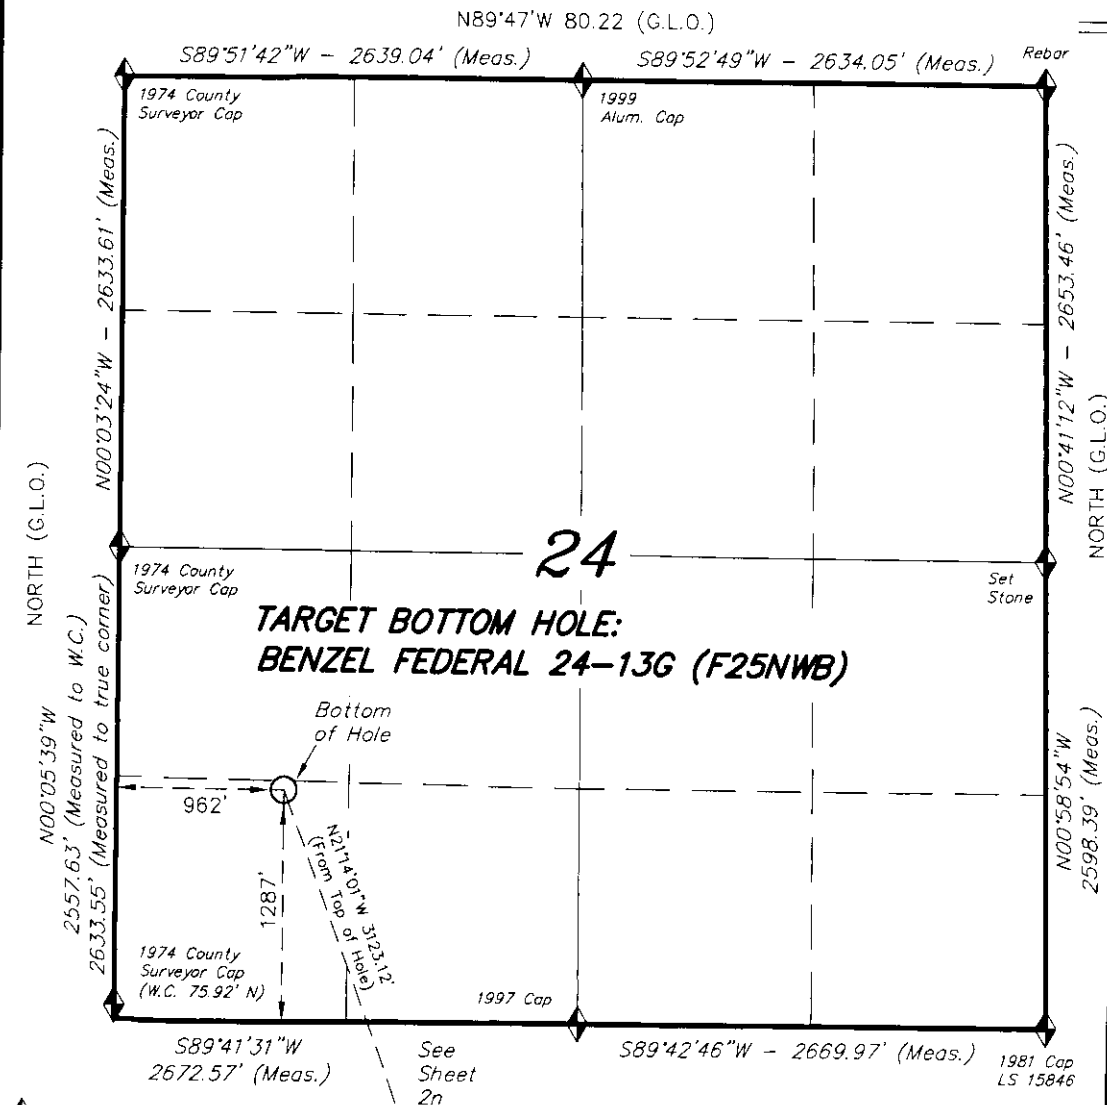 N89°47'W 80.22 (G.L.O.)
S89°51'42"W - 2639.04' (Meas.)
S89°52'49"W - 2634.05' (Meas.)
Rebar
1974 County
Surveyor Cap
1999
Alum. Cap
N00°03'24"W - 2633.61' (Meas.)
N00°41'12"W - 2653.46' (Meas.)
NORTH (G.L.O.)
NORTH (G.L.O.)
24
1974 County
Surveyor Cap
Set
Stone
TARGET BOTTOM HOLE:
BENZEL FEDERAL 24-13G (F25NWB)
Bottom
of Hole
962'
1287'
N21°14'01"W 3123.12'
(From Top of Hole)
N00°05'39"W
2557.63' (Measured to W.C.)
2633.55' (Measured to true corner)
N00°58'54"W
2598.39' (Meas.)
1974 County
Surveyor Cap
(W.C. 75.92' N)
1997 Cap
S89°41'31"W
2672.57' (Meas.)
See
Sheet
2n
S89°42'46"W - 2669.97' (Meas.)
1981 Cap
LS 15846